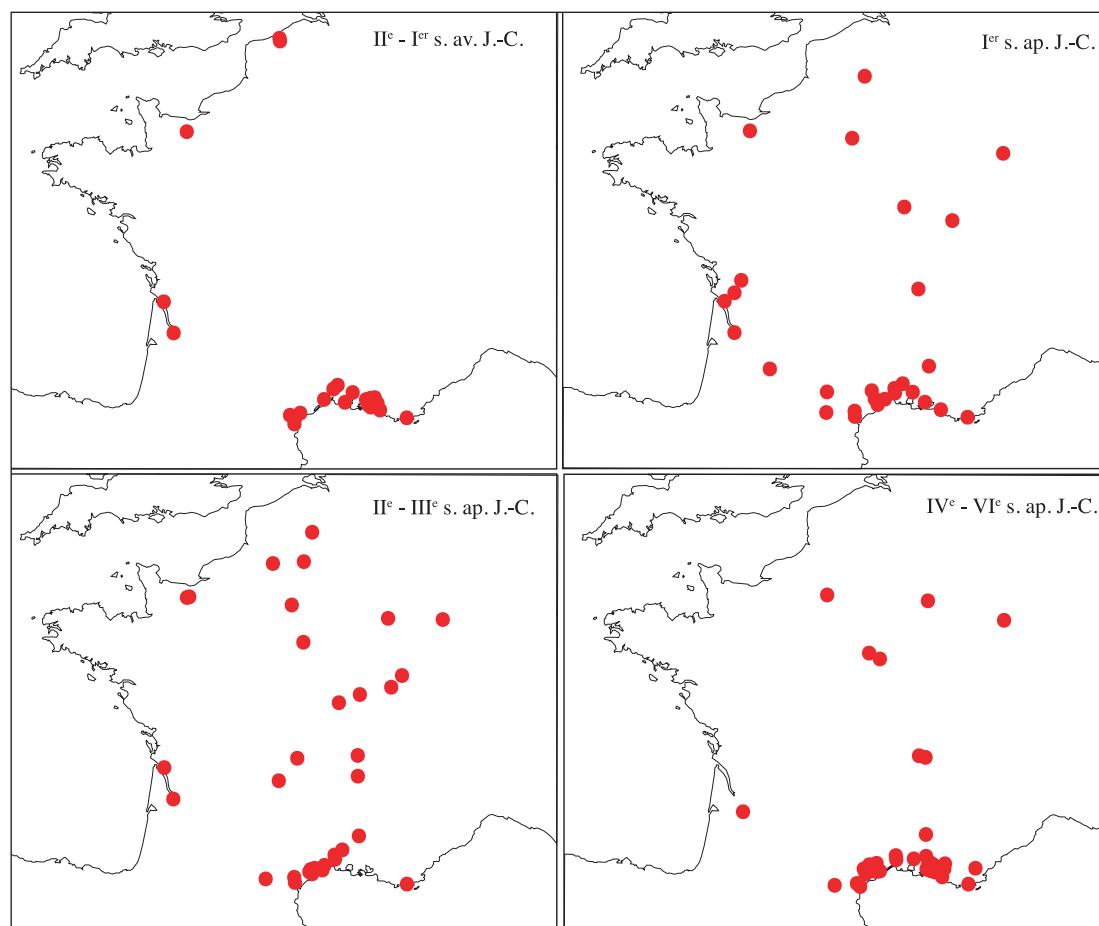 IIᵉ - Iᵉʳ s. av. J.-C.
Iᵉʳ s. ap. J.-C.
IIᵉ - IIIᵉ s. ap. J.-C.
IVᵉ - VIᵉ s. ap. J.-C.